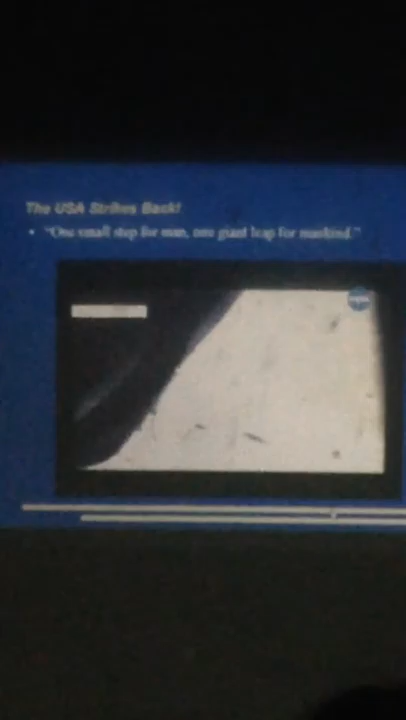 The USA Strikes Back!
• "One small step for man, one giant leap for mankind."